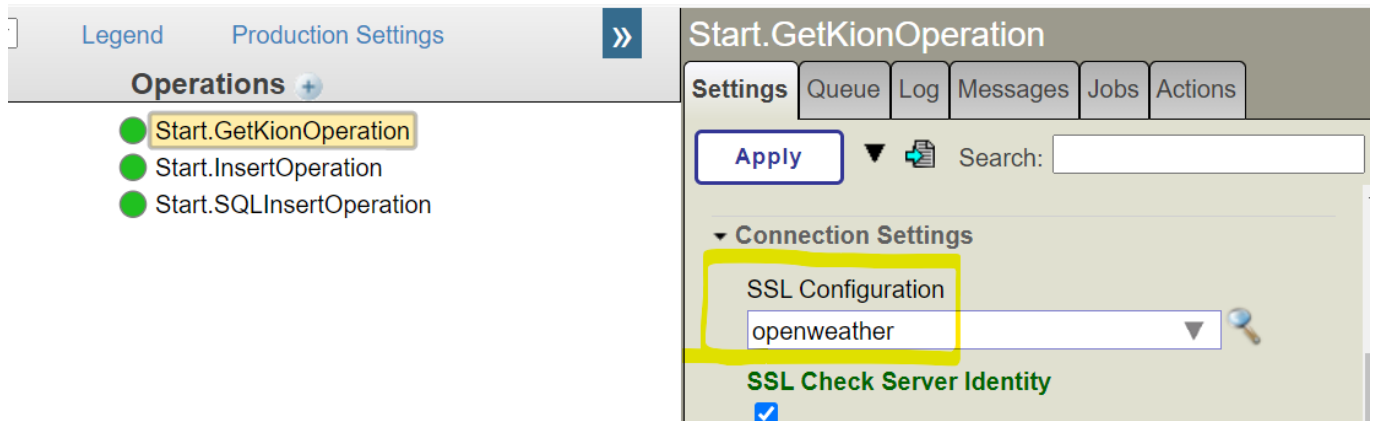 Legend Production Settings »
Operations +
Start.GetKionOperation
Start.InsertOperation
Start.SQLInsertOperation
Start.GetKionOperation
Settings Queue Log Messages Jobs Actions
Apply Search:
Connection Settings
SSL Configuration
openweather
SSL Check Server Identity